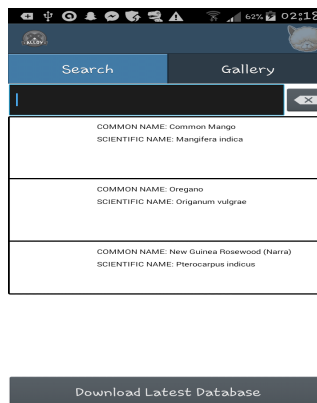 62% 02:18
ALLOY
Search Gallery
COMMON NAME: Common Mango
SCIENTIFIC NAME: Mangifera indica
COMMON NAME: Oregano
SCIENTIFIC NAME: Origanum vulgrae
COMMON NAME: New Guinea Rosewood (Narra)
SCIENTIFIC NAME: Pterocarpus indicus
Download Latest Database